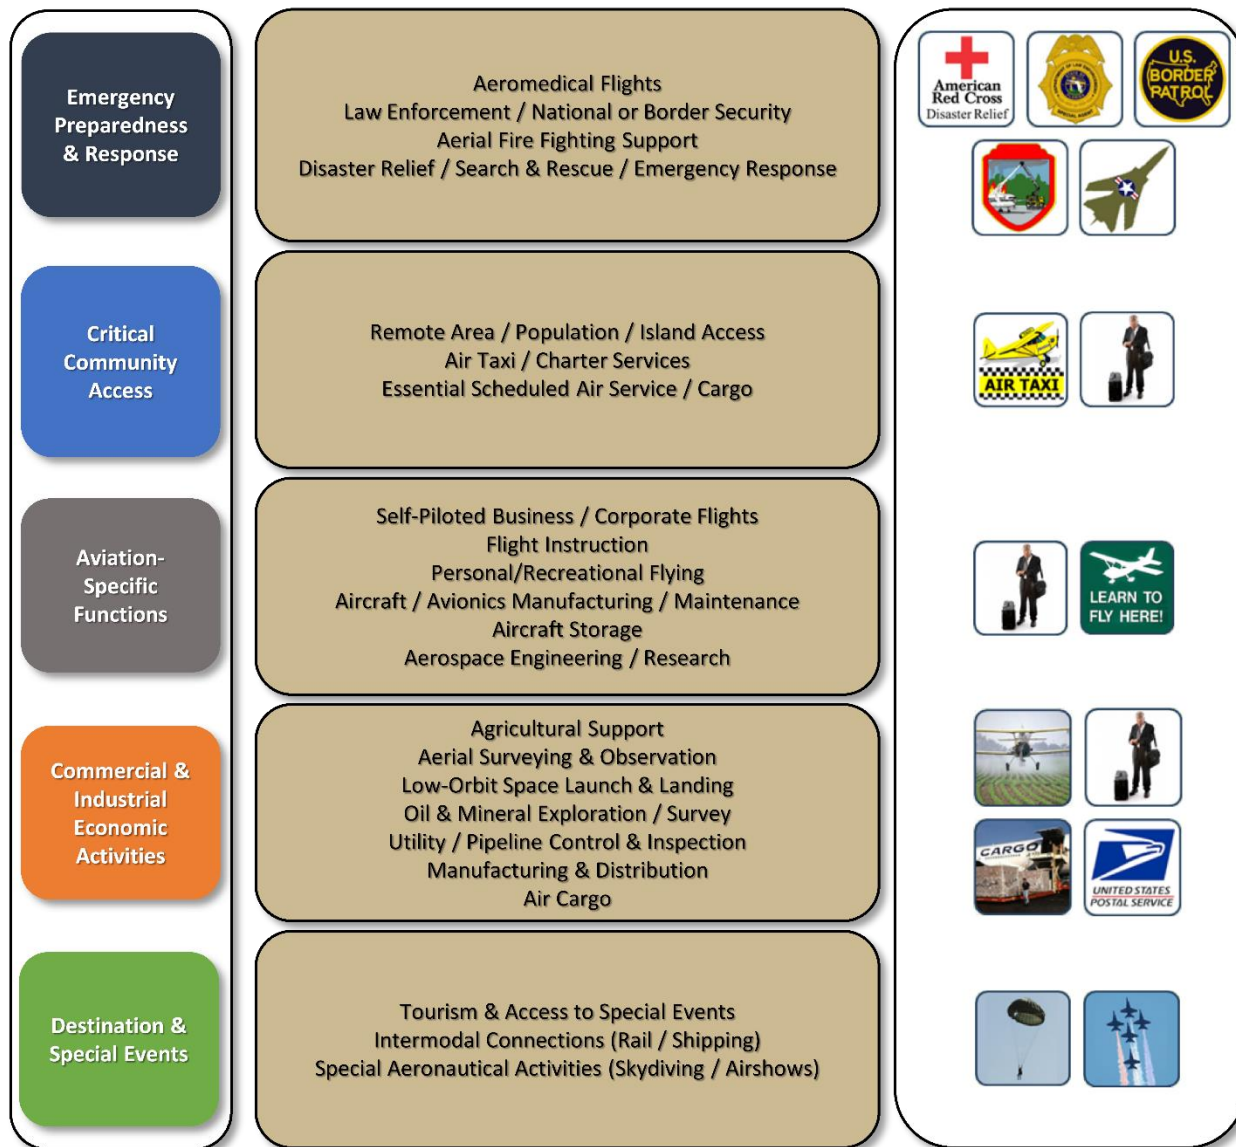 Emergency
Preparedness
& Response
Aeromedical Flights
Law Enforcement / National or Border Security
Aerial Fire Fighting Support
Disaster Relief / Search & Rescue / Emergency Response
American
Red Cross
Disaster Relief
SPECIAL AGENT
U.S.
BORDER
PATROL
Critical
Community
Access
Remote Area / Population / Island Access
Air Taxi / Charter Services
Essential Scheduled Air Service / Cargo
AIR TAXI
Aviation-
Specific
Functions
Self-Piloted Business / Corporate Flights
Flight Instruction
Personal/Recreational Flying
Aircraft / Avionics Manufacturing / Maintenance
Aircraft Storage
Aerospace Engineering / Research
LEARN TO
FLY HERE!
Commercial &
Industrial
Economic
Activities
Agricultural Support
Aerial Surveying & Observation
Low-Orbit Space Launch & Landing
Oil & Mineral Exploration / Survey
Utility / Pipeline Control & Inspection
Manufacturing & Distribution
Air Cargo
CARGO
UNITED STATES
POSTAL SERVICE
Destination &
Special Events
Tourism & Access to Special Events
Intermodal Connections (Rail / Shipping)
Special Aeronautical Activities (Skydiving / Airshows)